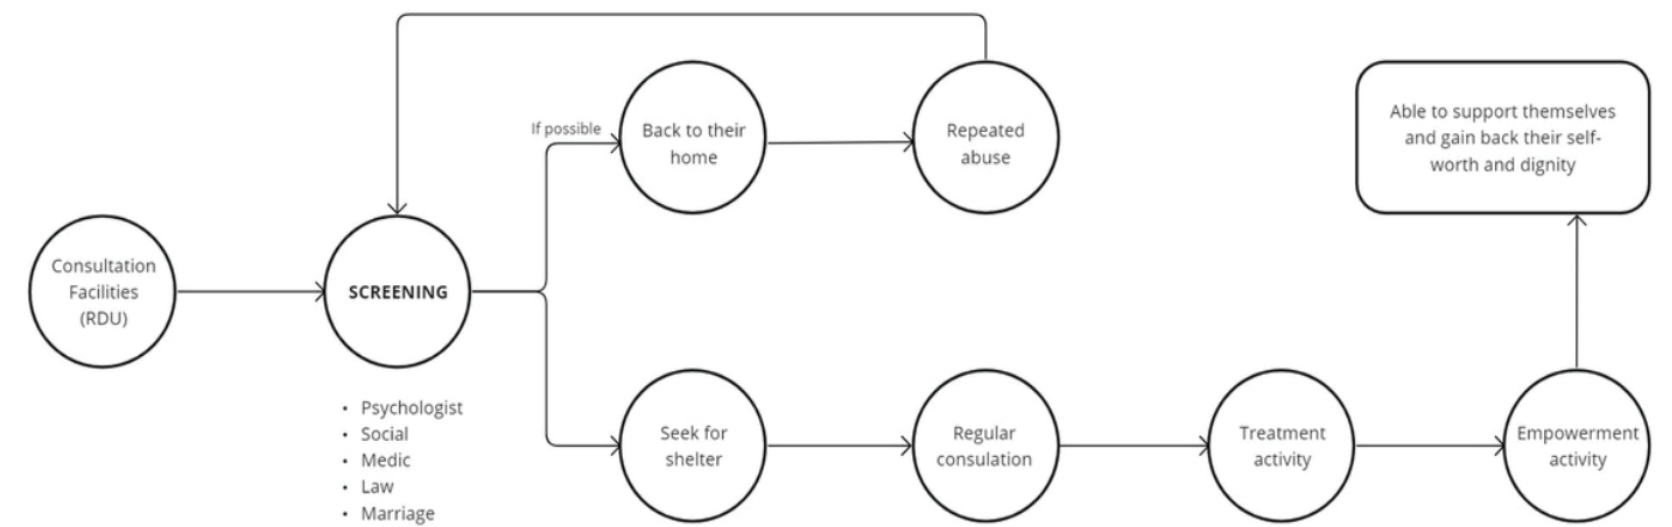 If possible
Back to their
home
Repeated
abuse
Able to support themselves
and gain back their self-
worth and dignity
Consultation
Facilities
(RDU)
SCREENING
• Psychologist
• Social
• Medic
• Law
• Marriage
Seek for
shelter
Regular
consulation
Treatment
activity
Empowerment
activity